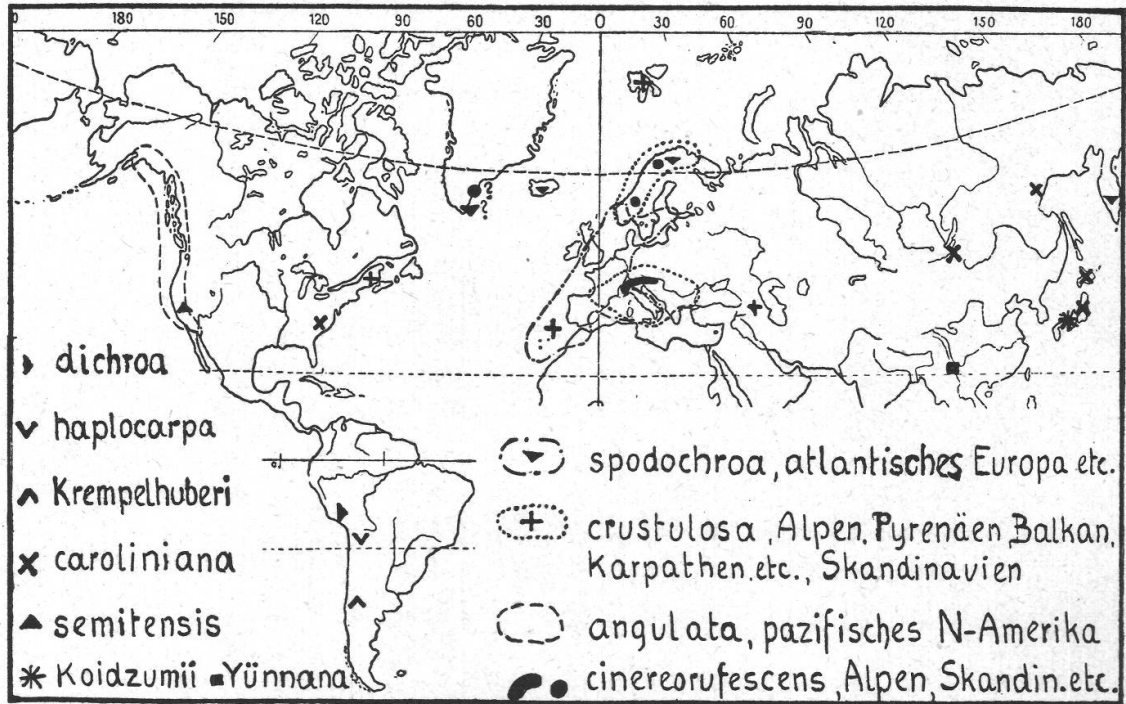 0 180 150 120 90 60 30 0 30 60 90 120 150 180
?
?
0°
dichroa
haplocarpa
Krempelhuberi
caroliniana
semitensis
Koidzumii Yünnana
spodochroa, atlantisches Europa etc.
crustulosa, Alpen, Pyrenäen, Balkan,
Karpathen, etc., Skandinavien
angulata, pazifisches N-Amerika
cinereorufescens, Alpen, Skandin. etc.